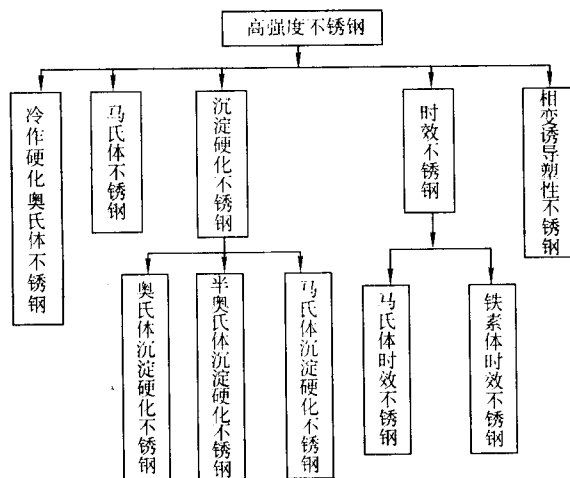 高强度不锈钢
冷作硬化奥氏体不锈钢
马氏体不锈钢
沉淀硬化不锈钢
时效不锈钢
相变诱导塑性不锈钢
奥氏体沉淀硬化不锈钢
半奥氏体沉淀硬化不锈钢
马氏体沉淀硬化不锈钢
马氏体时效不锈钢
铁素体时效不锈钢